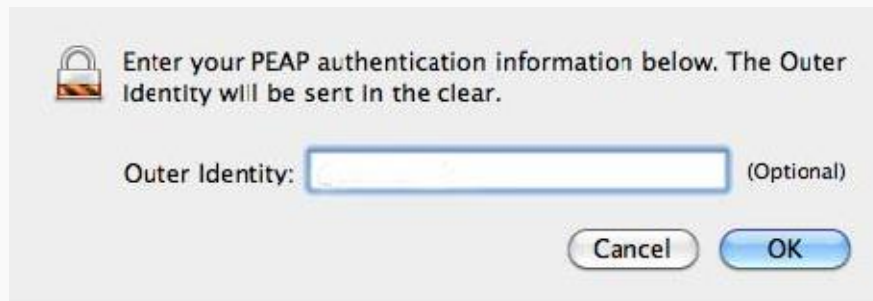 Enter your PEAP authentication information below. The Outer
Identity will be sent in the clear.
Outer Identity:
(Optional)
Cancel
OK